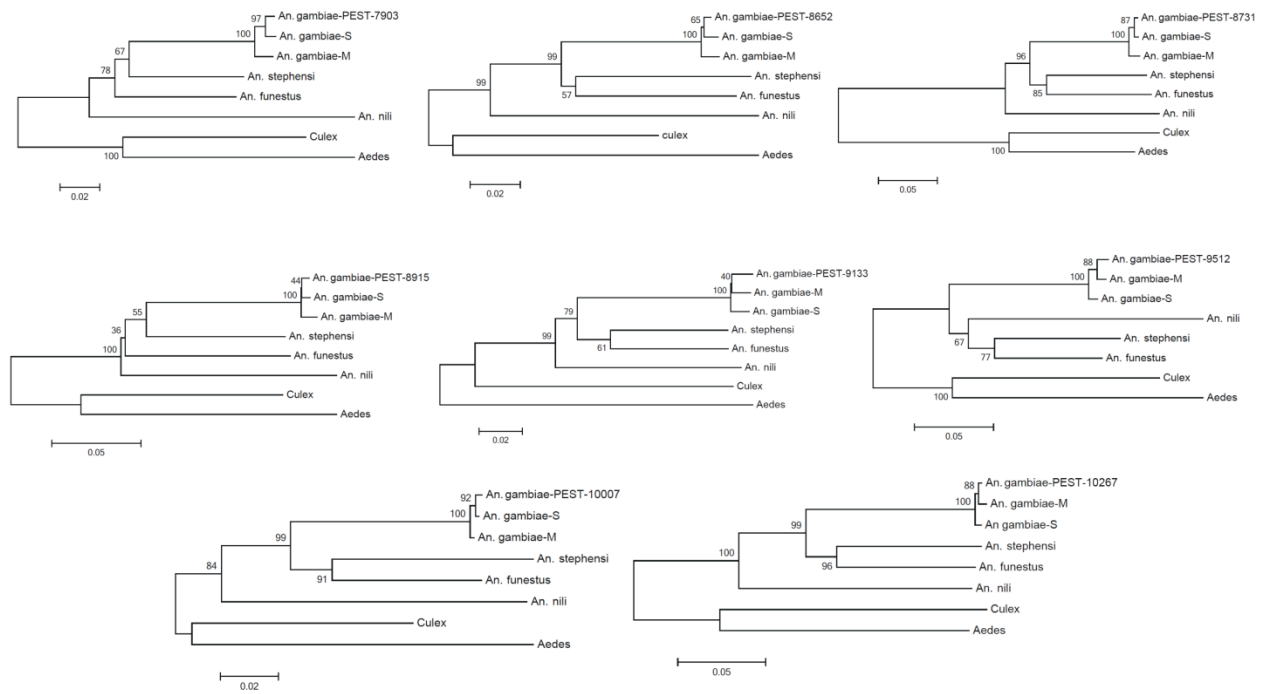 An. gambiae-PEST-7903
97
An. gambiae-S
100
An. gambiae-M
67
An. stephensi
78
An. funestus
An. nili
Culex
100
Aedes
0.02
An. gambiae-PEST-8652
65
An. gambiae-S
100
An. gambiae-M
99
An. stephensi
99
57
An. funestus
An. nili
culex
Aedes
0.02
An. gambiae-PEST-8731
87
An. gambiae-S
100
An. gambiae-M
96
An. stephensi
85
An. funestus
An. nili
Culex
100
Aedes
0.05
An. gambiae-PEST-8915
44
100
An. gambiae-S
An. gambiae-M
55
36
An. stephensi
100
An. funestus
An. nili
Culex
Aedes
0.05
An. gambiae-PEST-9133
40
100
An. gambiae-M
An. gambiae-S
79
An. stephensi
99
61
An. funestus
An. nili
Culex
Aedes
0.02
An. gambiae-PEST-9512
88
100
An. gambiae-M
An. gambiae-S
An. nili
67
An. stephensi
77
An. funestus
Culex
100
Aedes
0.05
An. gambiae-PEST-10007
92
100
An. gambiae-S
An. gambiae-M
99
An. stephensi
84
91
An. funestus
An. nili
Culex
Aedes
0.02
An. gambiae-PEST-10267
88
100
An. gambiae-M
An gambiae-S
99
An. stephensi
100
96
An. funestus
An. nili
Culex
Aedes
0.05